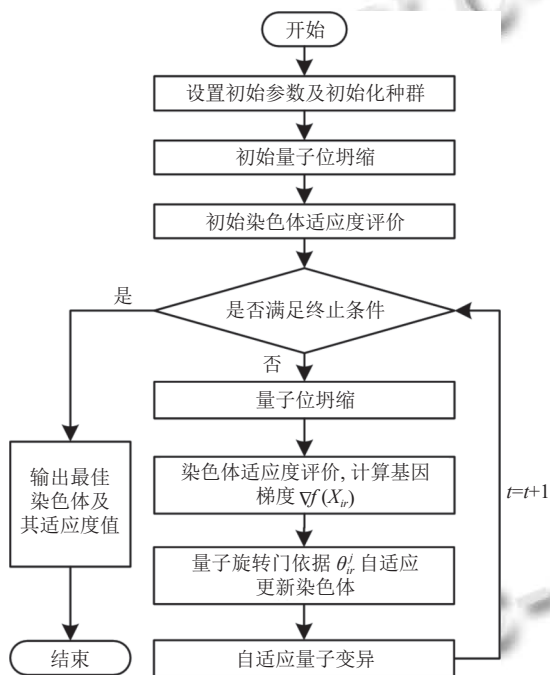 开始
设置初始参数及初始化种群
初始量子位坍缩
初始染色体适应度评价
是否满足终止条件
是
否
量子位坍缩
染色体适应度评价, 计算基因
梯度 ∇f (X_ir)
量子旋转门依据 θ_ir^j 自适应
更新染色体
自适应量子变异
t=t+1
输出最佳
染色体及
其适应度值
结束